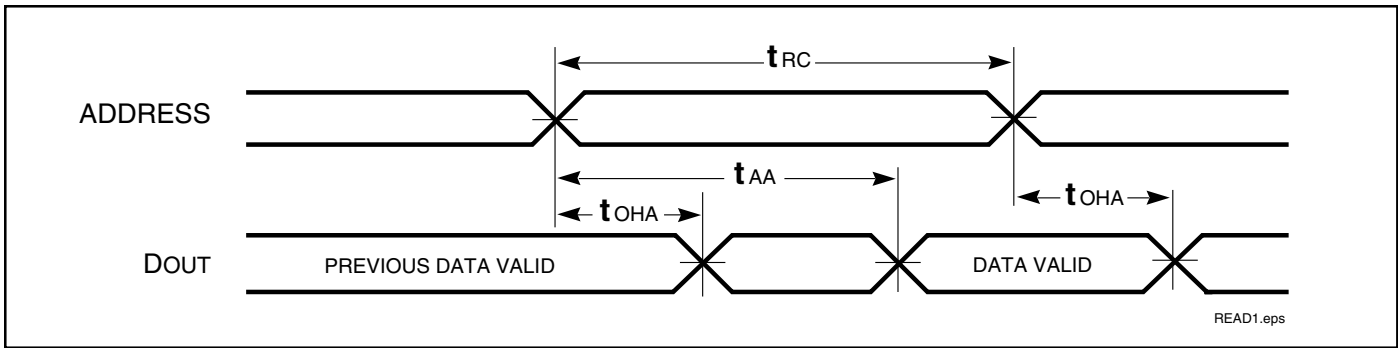 tRC
ADDRESS
tAA
tOHA
tOHA
DOUT
PREVIOUS DATA VALID
DATA VALID
READ1.eps